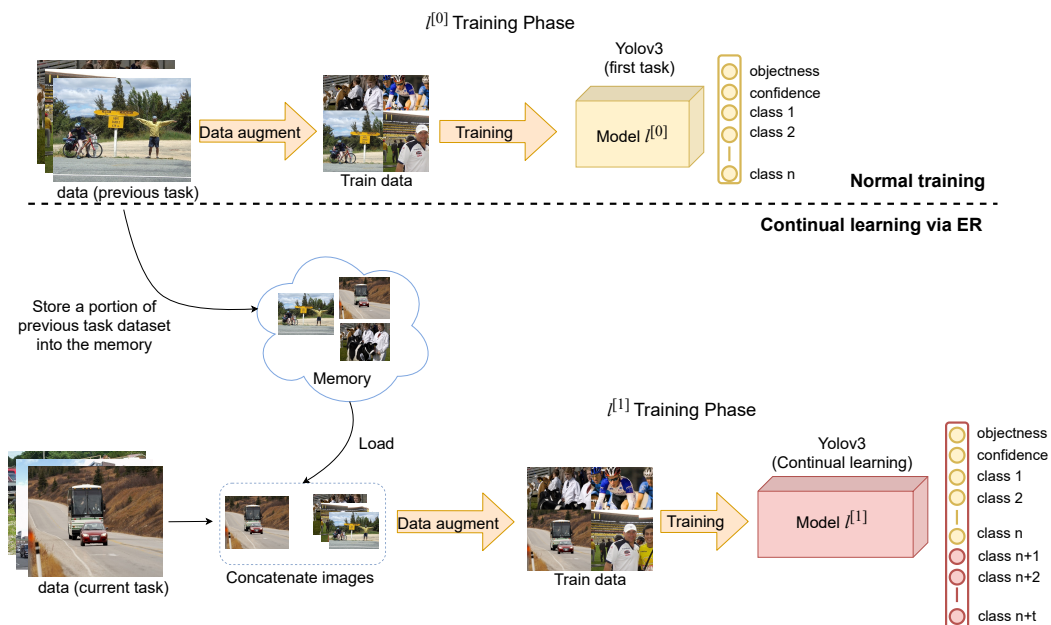 l[0] Training Phase
Yolov3
(first task)
objectness
confidence
class 1
class 2
class n
Data augment
Training
Model l[0]
Train data
data (previous task)
Normal training
Continual learning via ER
Store a portion of
previous task dataset
into the memory
Memory
l[1] Training Phase
Load
Yolov3
(Continual learning)
objectness
confidence
class 1
class 2
class n
class n+1
class n+2
class n+t
Data augment
Training
Model l[1]
Concatenate images
Train data
data (current task)